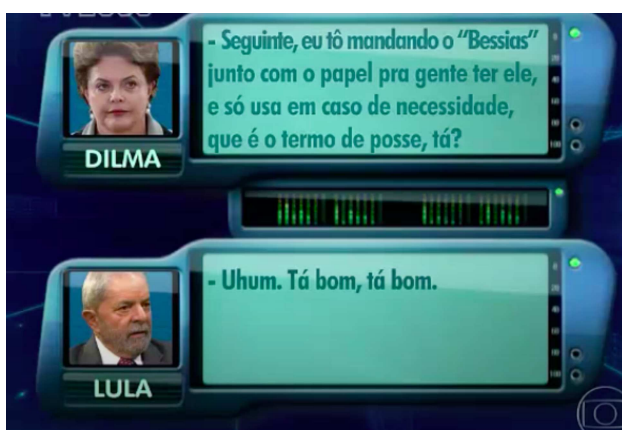 - Seguinte, eu tô mandando o "Bessias"
junto com o papel pra gente ter ele,
e só usa em caso de necessidade,
que é o termo de posse, tá?
DILMA
- Uhum. Tá bom, tá bom.
LULA